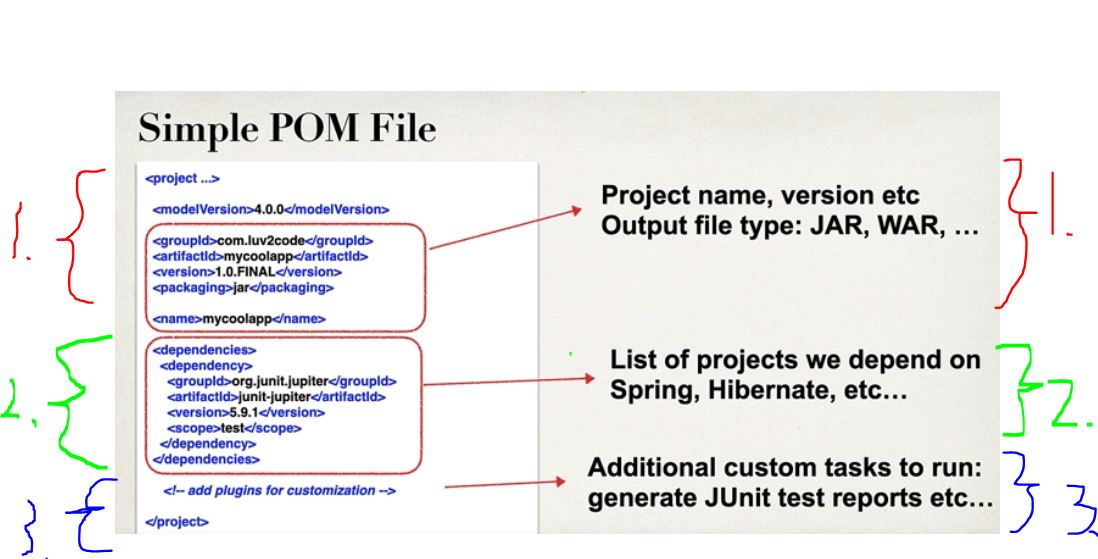 Simple POM File
<project ...>
<modelVersion>4.0.0</modelVersion>
<groupId>com.luv2code</groupId>
<artifactId>mycoolapp</artifactId>
<version>1.0.FINAL</version>
<packaging>jar</packaging>
<name>mycoolapp</name>
<dependencies>
<dependency>
<groupId>org.junit.jupiter</groupId>
<artifactId>junit-jupiter</artifactId>
<version>5.9.1</version>
<scope>test</scope>
</dependency>
</dependencies>
<!-- add plugins for customization -->
</project>
Project name, version etc
Output file type: JAR, WAR, …
List of projects we depend on
Spring, Hibernate, etc…
Additional custom tasks to run:
generate JUnit test reports etc…
1.
2.
3.
1.
2.
3.